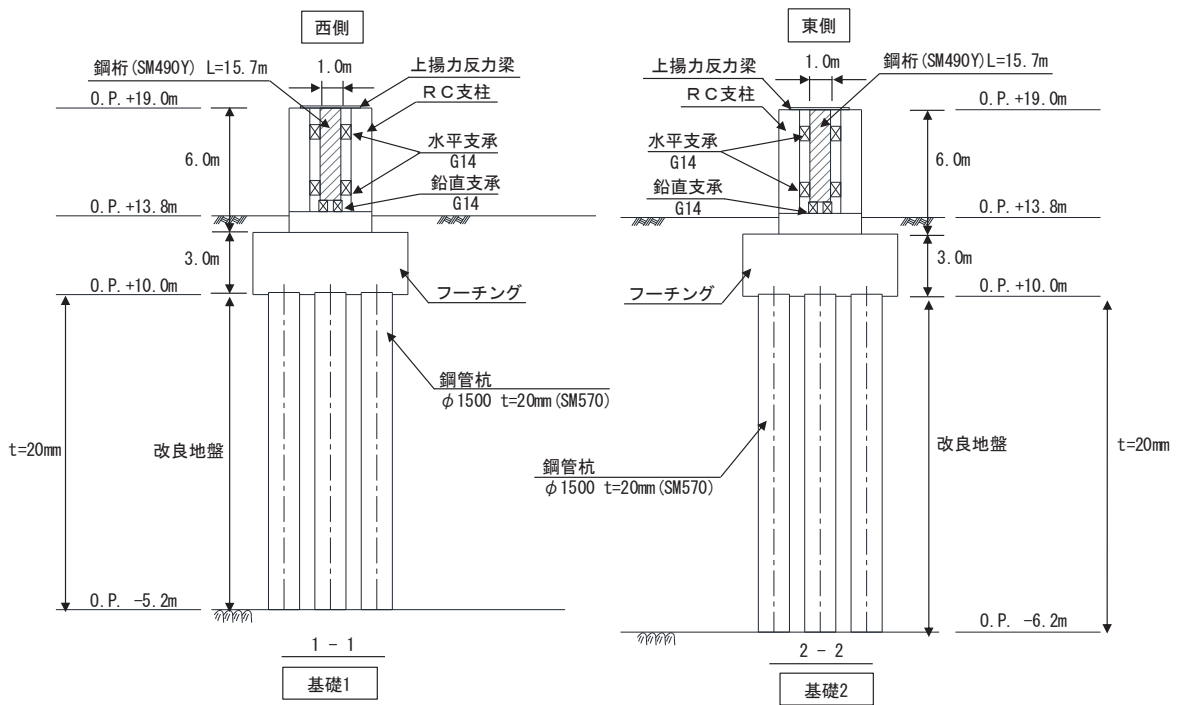 西側
鋼桁(SM490Y) L=15.7m
1.0m
上揚力反力梁
RC支柱
O.P. +19.0m
水平支承
G14
6.0m
鉛直支承
G14
O.P. +13.8m
3.0m
O.P. +10.0m
フーチング
鋼管杭
φ1500 t=20mm(SM570)
t=20mm
改良地盤
O.P. -5.2m
1 - 1
基礎1
東側
鋼桁(SM490Y)L=15.7m
1.0m
上揚力反力梁
RC支柱
O.P. +19.0m
水平支承
G14
6.0m
鉛直支承
G14
O.P. +13.8m
3.0m
O.P. +10.0m
フーチング
改良地盤
t=20mm
鋼管杭
φ1500 t=20mm(SM570)
O.P. -6.2m
2 - 2
基礎2